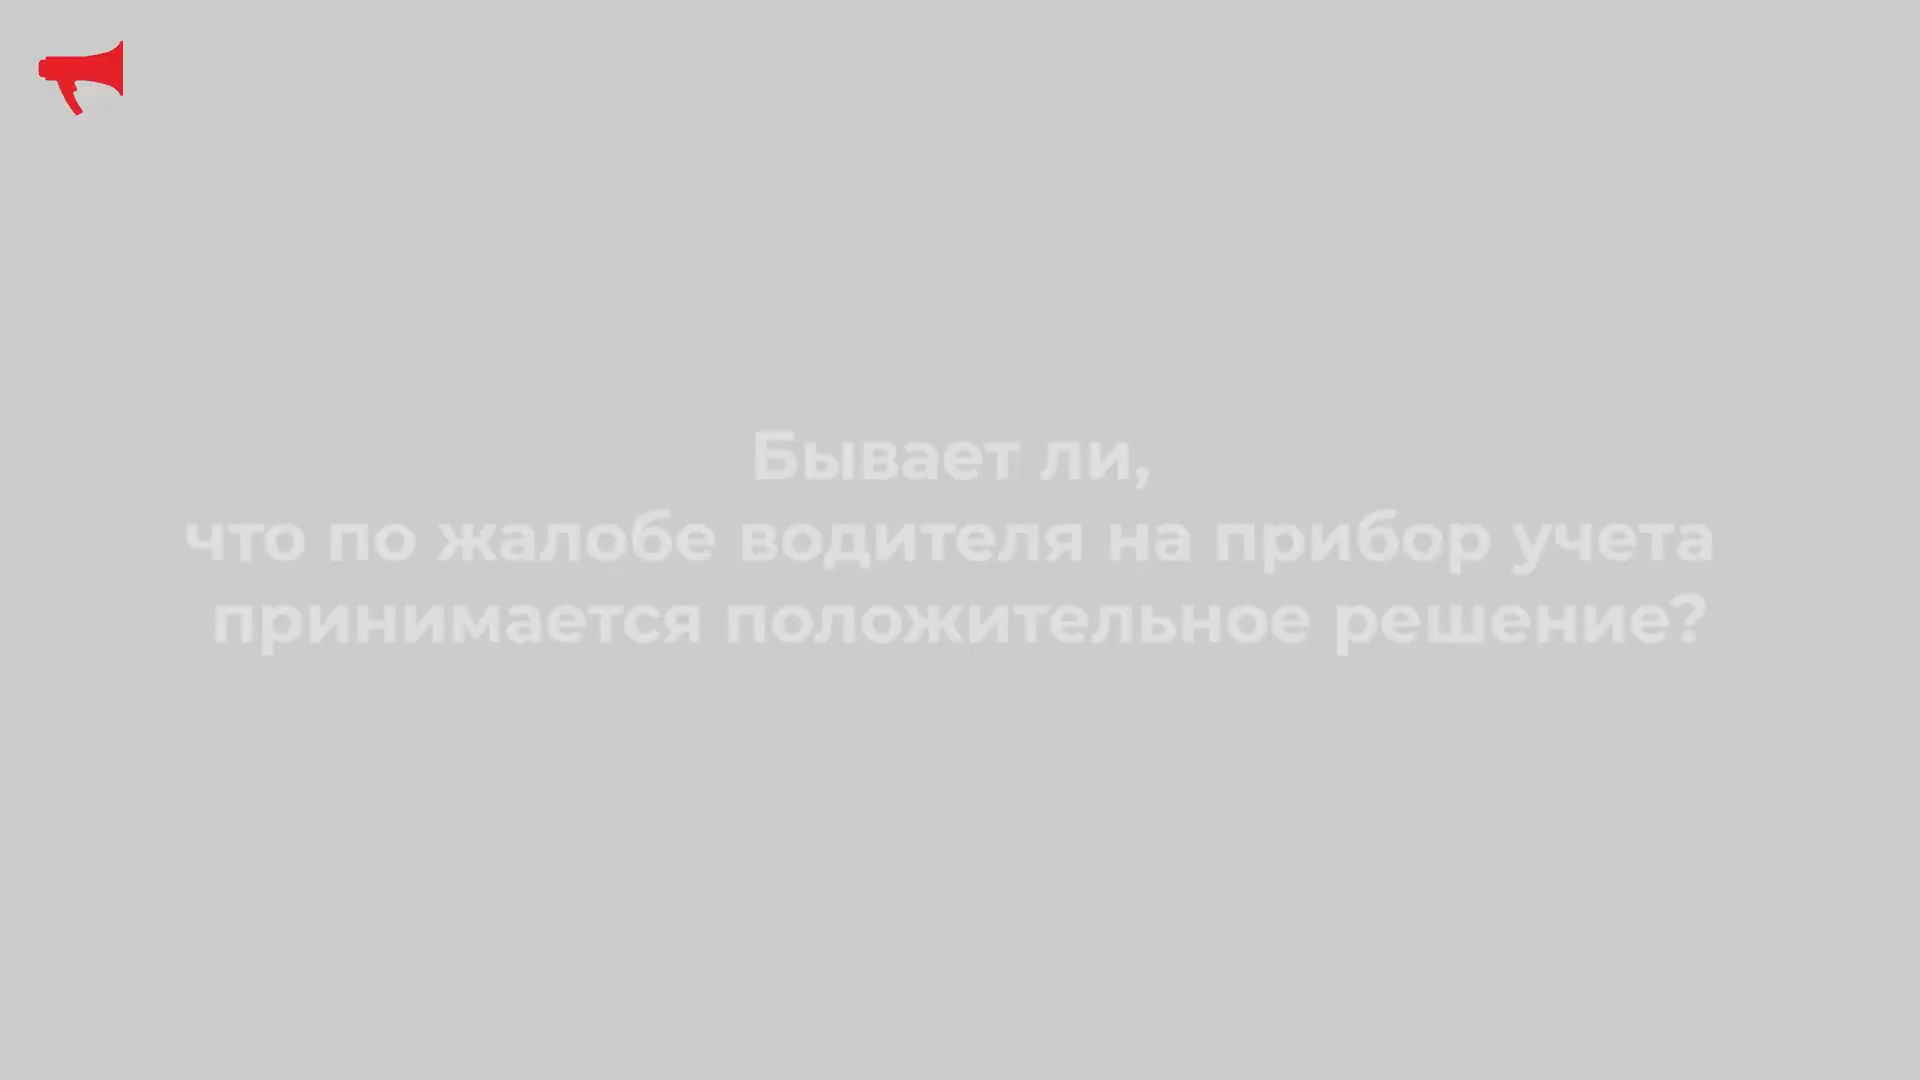 Бывает ли,
что по жалобе водителя на прибор учета
принимается положительное решение?